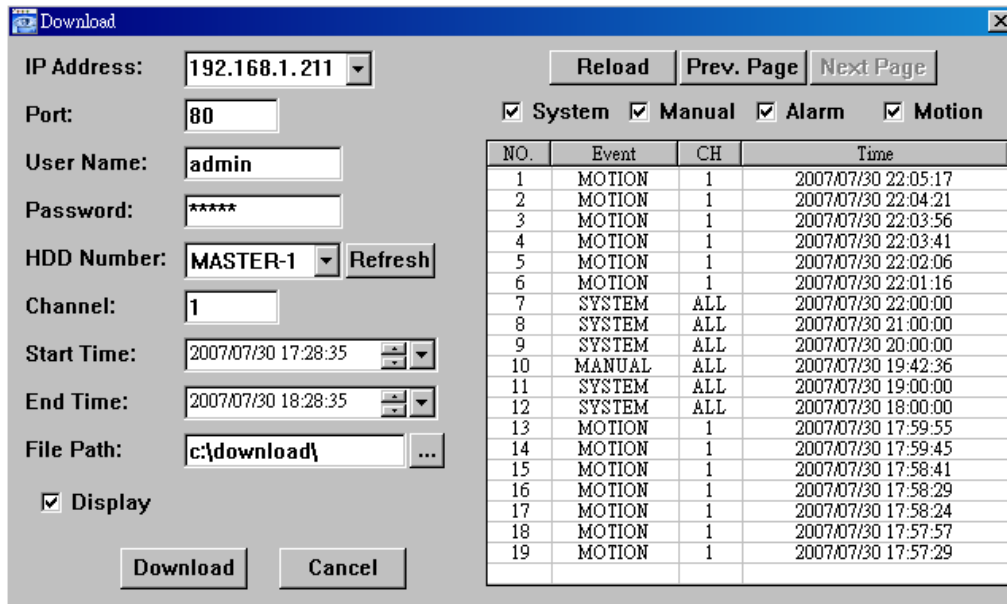 Download
IP Address: 192.168.1.211
Port: 80
User Name: admin
Password: *****
HDD Number: MASTER-1 Refresh
Channel: 1
Start Time: 2007/07/30 17:28:35
End Time: 2007/07/30 18:28:35
File Path: c:\download\ ...
Display
Download Cancel
Reload Prev. Page Next Page
System Manual Alarm Motion
NO. Event CH Time
1 MOTION 1 2007/07/30 22:05:17
2 MOTION 1 2007/07/30 22:04:21
3 MOTION 1 2007/07/30 22:03:56
4 MOTION 1 2007/07/30 22:03:41
5 MOTION 1 2007/07/30 22:02:06
6 MOTION 1 2007/07/30 22:01:16
7 SYSTEM ALL 2007/07/30 22:00:00
8 SYSTEM ALL 2007/07/30 21:00:00
9 SYSTEM ALL 2007/07/30 20:00:00
10 MANUAL ALL 2007/07/30 19:42:36
11 SYSTEM ALL 2007/07/30 19:00:00
12 SYSTEM ALL 2007/07/30 18:00:00
13 MOTION 1 2007/07/30 17:59:55
14 MOTION 1 2007/07/30 17:59:45
15 MOTION 1 2007/07/30 17:58:41
16 MOTION 1 2007/07/30 17:58:29
17 MOTION 1 2007/07/30 17:58:24
18 MOTION 1 2007/07/30 17:57:57
19 MOTION 1 2007/07/30 17:57:29